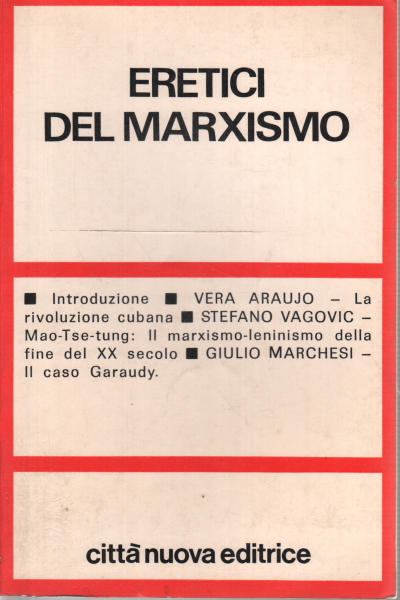 ERETICI
DEL MARXISMO
■ Introduzione ■ VERA ARAUJO – La
rivoluzione cubana ■ STEFANO VAGOVIC –
Mao-Tse-tung: Il marxismo-leninismo della
fine del XX secolo ■ GIULIO MARCHESI –
Il caso Garaudy.
città nuova editrice